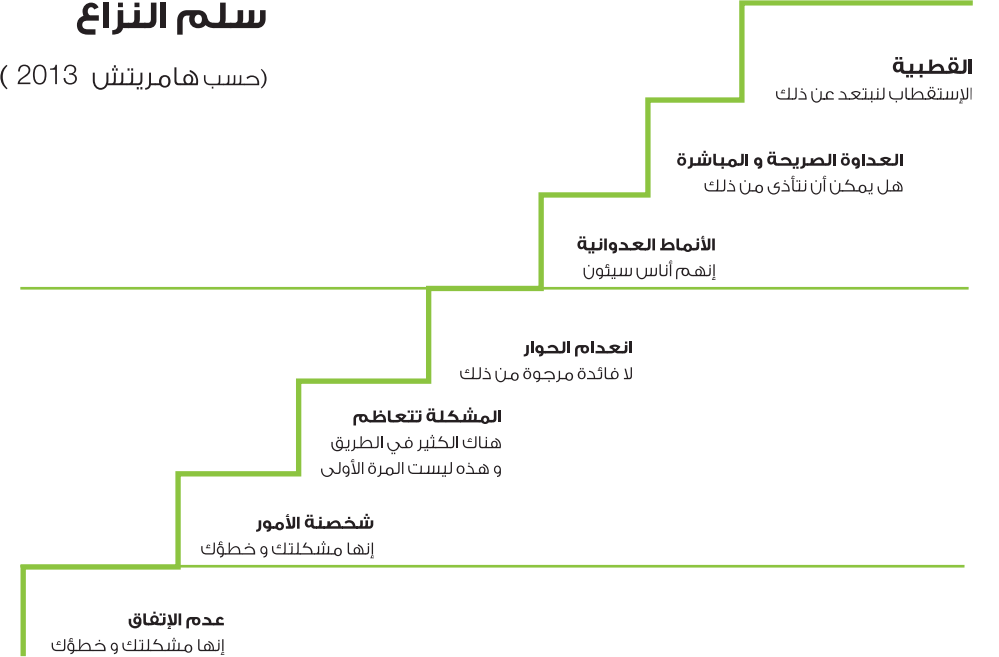 سلم النزاع
(حسب هامريتش 2013 )
القطبية
الإستقطاب لنبتعد عن ذلك
العداوة الصريحة و المباشرة
هل يمكن أن نتأذى من ذلك
الأنماط العدوانية
إنهم أناس سيئون
انعدام الحوار
لا فائدة مرجوة من ذلك
المشكلة تتعاظم
هناك الكثير في الطريق
و هذه ليست المرة الأولى
شخصنة الأمور
إنها مشكلتك و خطؤك
عدم الإتفاق
إنها مشكلتك و خطؤك